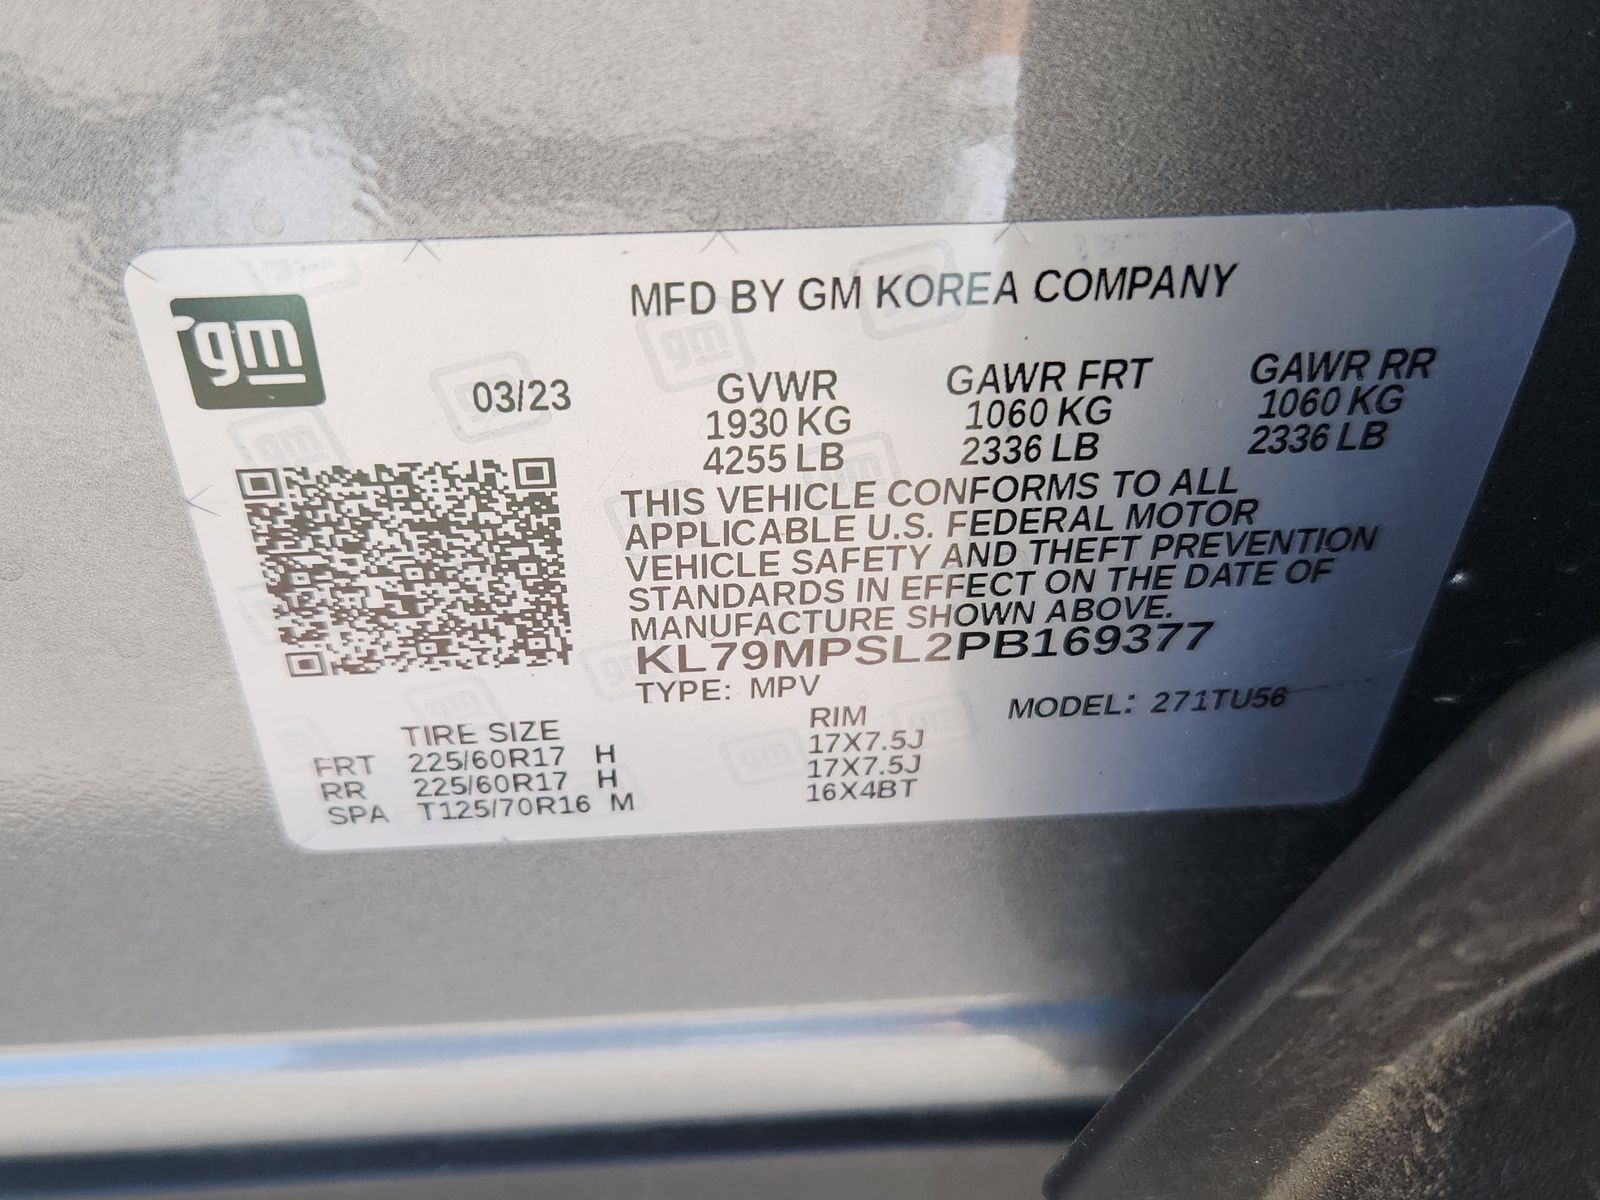 gm
MFD BY GM KOREA COMPANY
03/23
GVWR GAWR FRT GAWR RR
1930 KG 1060 KG 1060 KG
4255 LB 2336 LB 2336 LB
THIS VEHICLE CONFORMS TO ALL
APPLICABLE U.S. FEDERAL MOTOR
VEHICLE SAFETY AND THEFT PREVENTION
STANDARDS IN EFFECT ON THE DATE OF
MANUFACTURE SHOWN ABOVE.
KL79MPSL2PB169377
TYPE: MPV MODEL: 271TU56
TIRE SIZE RIM
FRT 225/60R17 H 17X7.5J
RR 225/60R17 H 17X7.5J
SPA T125/70R16 M 16X4BT